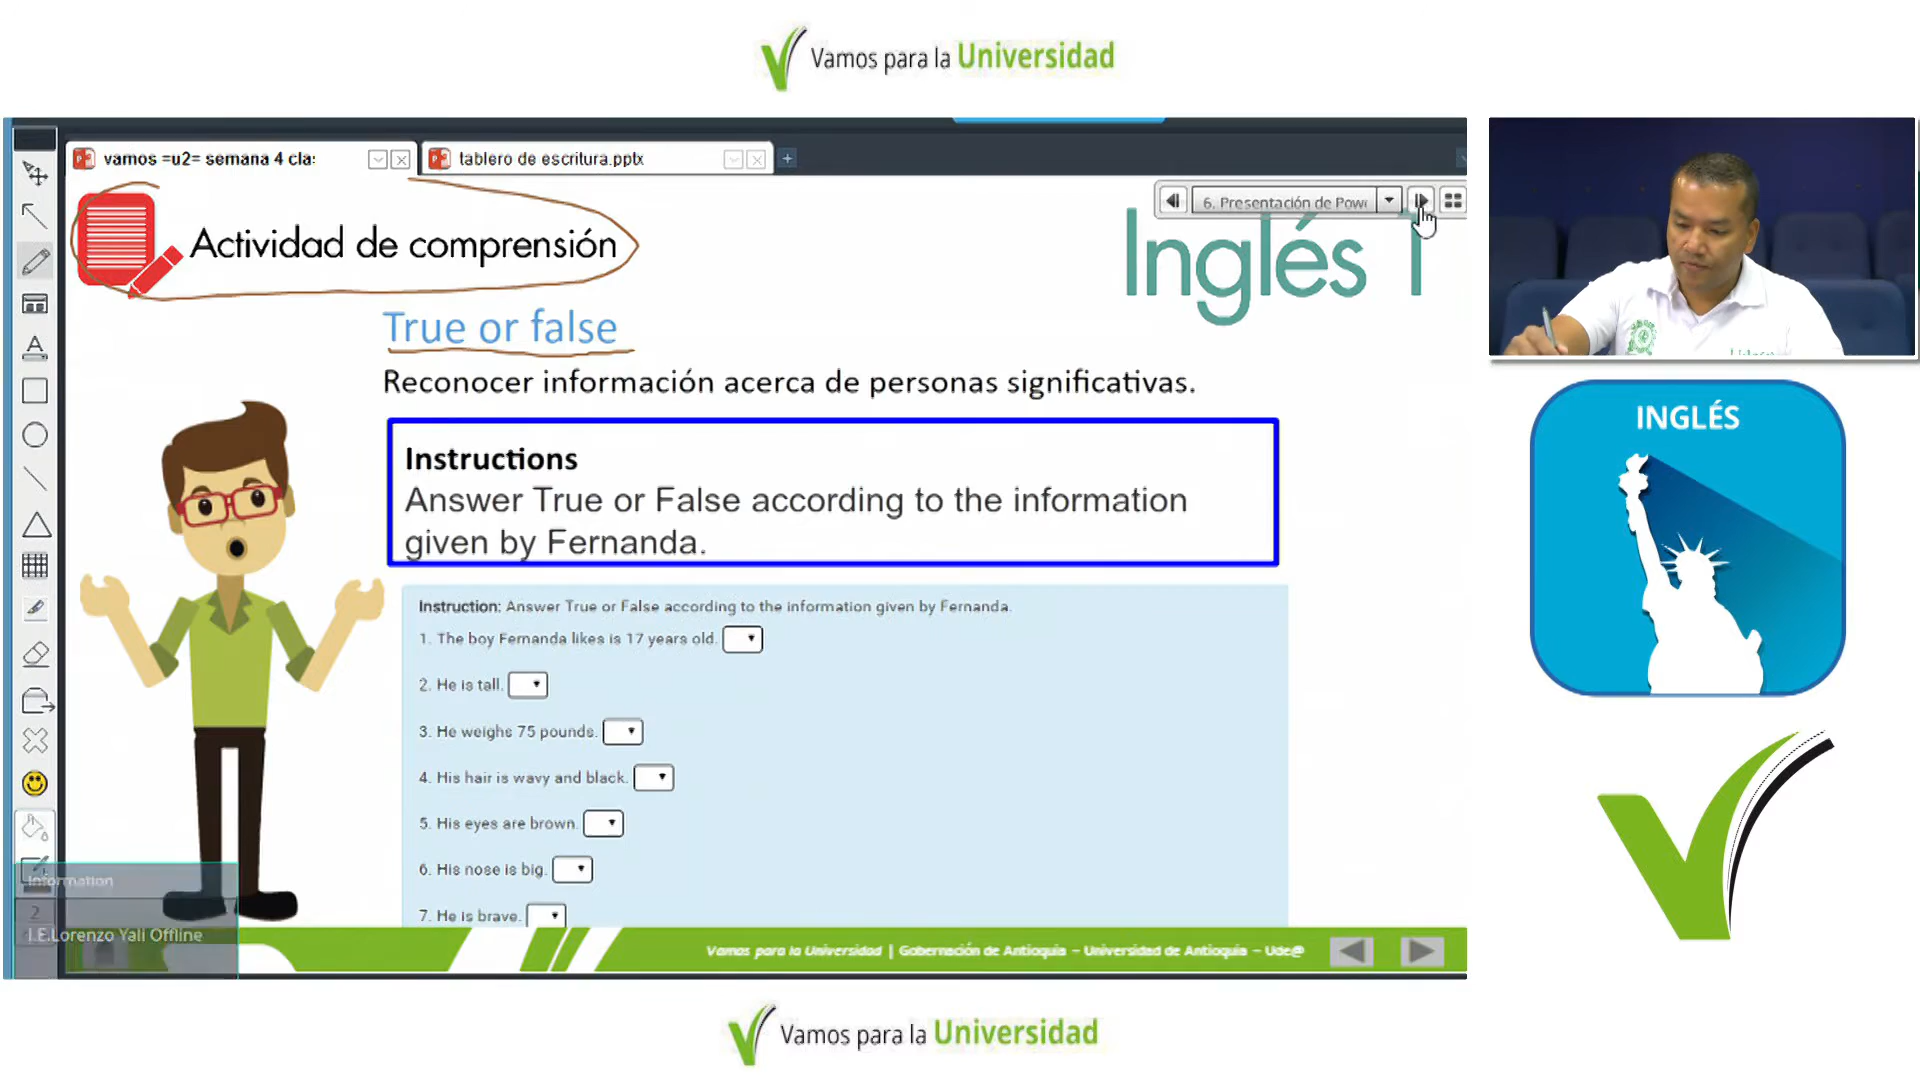 Vamos para la Universidad
vamos =u2= semana 4 cla
tablero de escritura.pptx
6. Presentación de Pow
Actividad de comprensión
Inglés 1
True or false
Reconocer información acerca de personas significativas.
Instructions
Answer True or False according to the information
given by Fernanda.
Instruction: Answer True or False according to the information given by Fernanda.
1. The boy Fernanda likes is 17 years old.
2. He is tall.
3. He weighs 75 pounds.
4. His hair is wavy and black.
5. His eyes are brown.
6. His nose is big.
7. He is brave.
Information
2
I.E.Lorenzo Yali Offline
Vamos para la Universidad | Gobernación de Antioquia – Universidad de Antioquia – Ude@
INGLÉS
Vamos para la Universidad